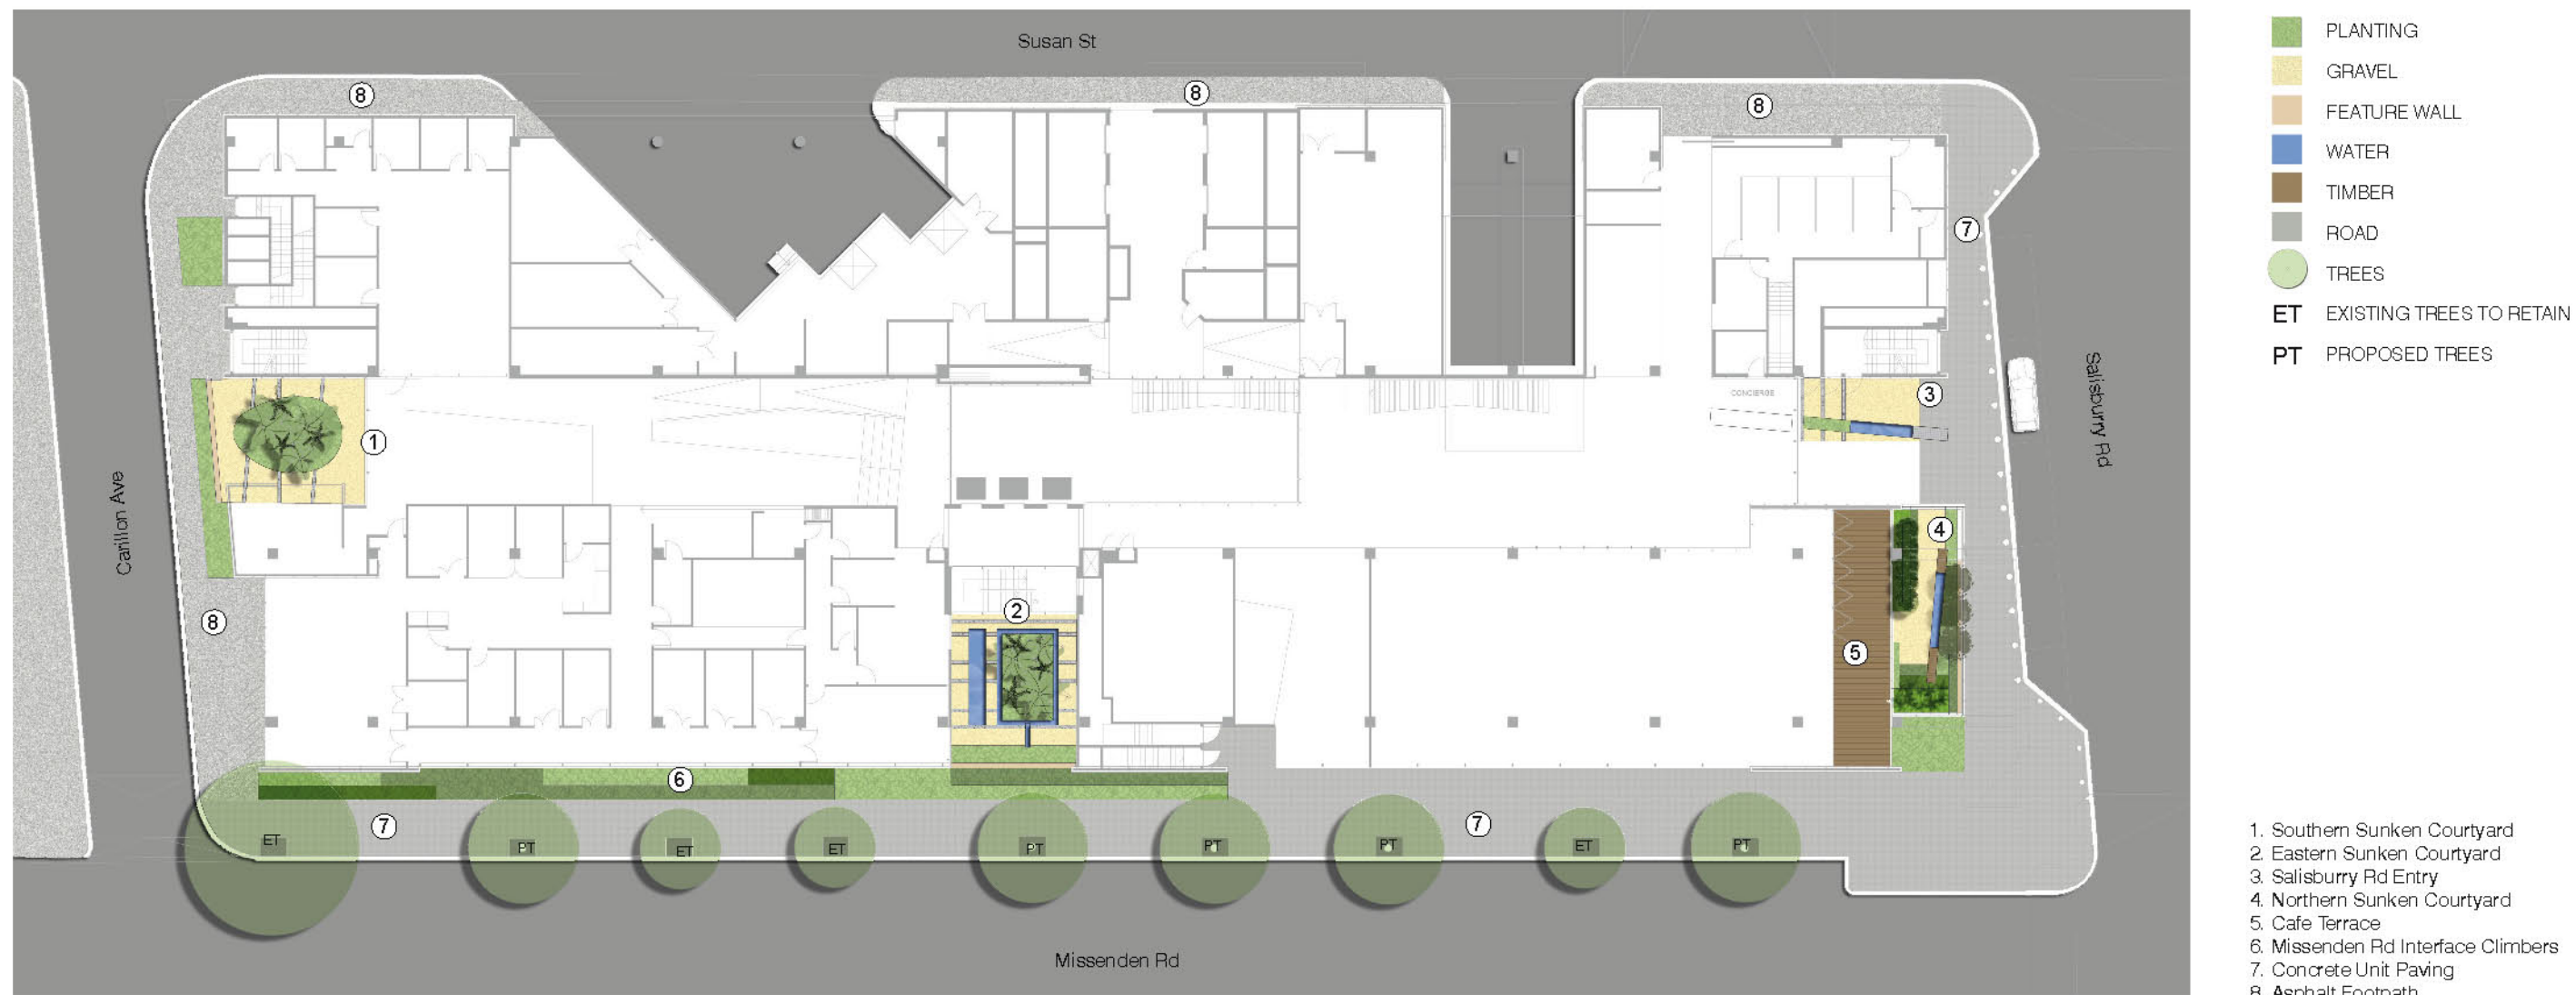 Susan St
8
8
8
7
CONCIERGE
3
1
4
2
8
5
6
7
7
ET
PT
ET
ET
PT
PT
PT
ET
PT
Carillon Ave
Salisburry Rd
Missenden Rd
PLANTING
GRAVEL
FEATURE WALL
WATER
TIMBER
ROAD
TREES
ET EXISTING TREES TO RETAIN
PT PROPOSED TREES
1. Southern Sunken Courtyard
2. Eastern Sunken Courtyard
3. Salisburry Rd Entry
4. Northern Sunken Courtyard
5. Cafe Terrace
6. Missenden Rd Interface Climbers
7. Concrete Unit Paving
8. Asphalt Footpath